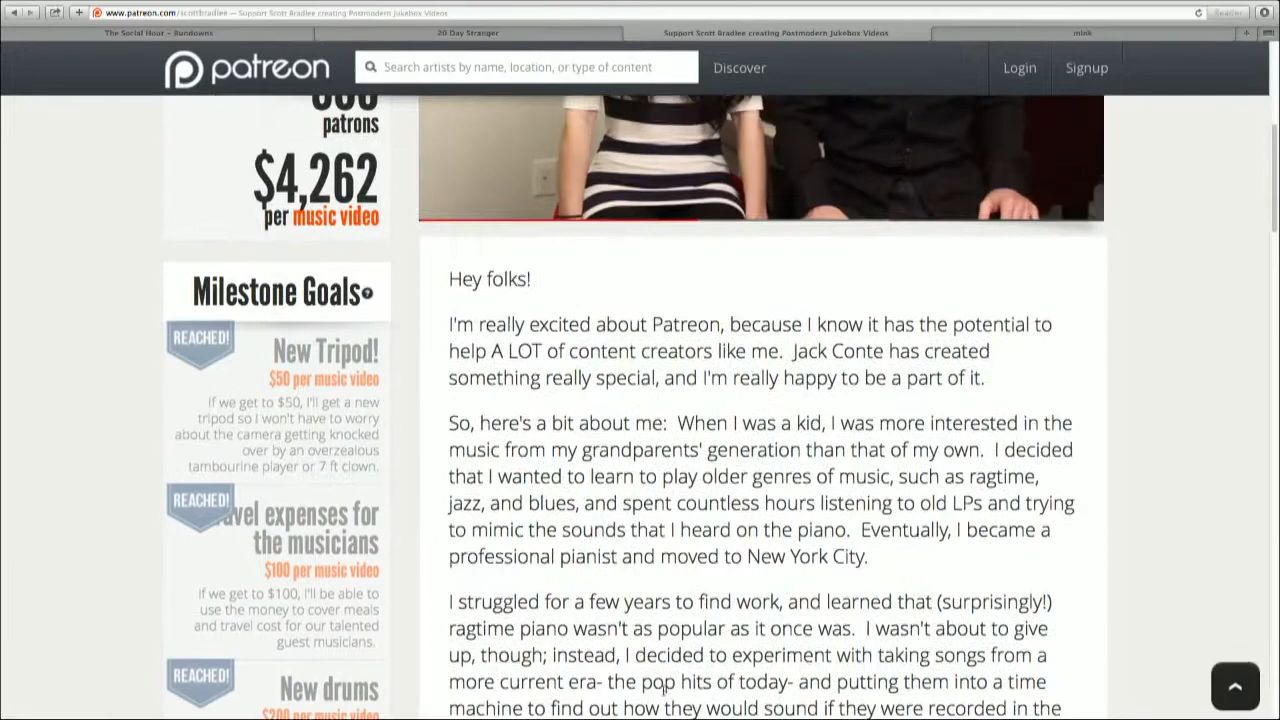 www.patreon.com/scottbradlee — Support Scott Bradlee creating Postmodern Jukebox Videos
Reader
The Social Hour – Rundowns
20 Day Stranger
Support Scott Bradlee creating Postmodern Jukebox Videos
mink
patreon
Search artists by name, location, or type of content
Discover
Login
Signup
patrons
$4,262
per music video
Milestone Goals
REACHED!
New Tripod!
$50 per music video
If we get to $50, I'll get a new
tripod so I won't have to worry
about the camera getting knocked
over by an overzealous
tambourine player or 7 ft clown.
REACHED!
vel expenses for
the musicians
$100 per music video
If we get to $100, I'll be able to
use the money to cover meals
and travel cost for our talented
guest musicians.
REACHED!
New drums
$200 per music video
Hey folks!
I'm really excited about Patreon, because I know it has the potential to
help A LOT of content creators like me. Jack Conte has created
something really special, and I'm really happy to be a part of it.
So, here's a bit about me: When I was a kid, I was more interested in the
music from my grandparents' generation than that of my own. I decided
that I wanted to learn to play older genres of music, such as ragtime,
jazz, and blues, and spent countless hours listening to old LPs and trying
to mimic the sounds that I heard on the piano. Eventually, I became a
professional pianist and moved to New York City.
I struggled for a few years to find work, and learned that (surprisingly!)
ragtime piano wasn't as popular as it once was. I wasn't about to give
up, though; instead, I decided to experiment with taking songs from a
more current era- the pop hits of today- and putting them into a time
machine to find out how they would sound if they were recorded in the